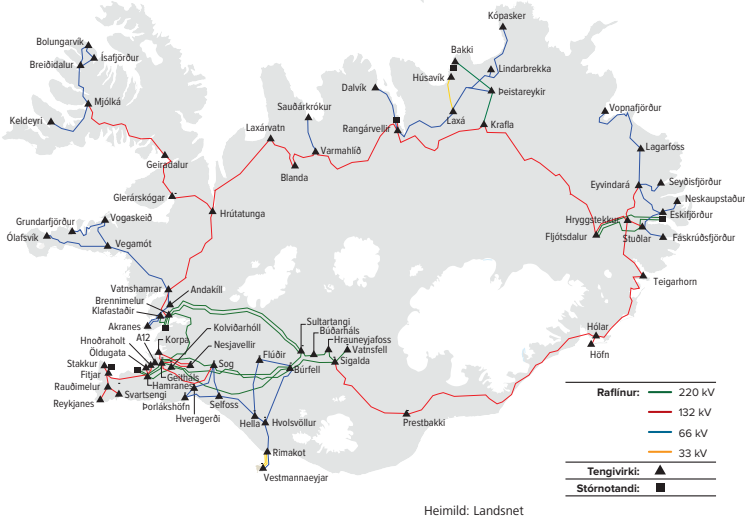 Kópasker
Bolungarvík
Ísafjörður
Breiðidalur
Bakki
Lindarbrekka
Húsavík
Dalvík
Þeistareykir
Mjólká
Keldeyri
Sauðárkrókur
Vopnafjörður
Laxá
Laxárvatn
Rangárvellir
Krafla
Varmahlíð
Lagarfoss
Geiradalur
Blanda
Eyvindará
Seyðisfjörður
Glerárskógar
Neskaupstaður
Grundarfjörður
Vogaskeið
Hrútatunga
Hryggstekkur
Eskifjörður
Ólafsvík
Vegamót
Fljótsdalur
Stuðlar
Fáskrúðsfjörður
Teigarhorn
Vatnshamrar
Andakíll
Brennimelur
Klafastaðir
Akranes
Kolviðarhóll
Sultartangi
Búðarháls
Hrauneyjafoss
Vatnsfell
Hnoðraholt
A12
Korpa
Nesjavellir
Öldugata
Sog
Flúðir
Sigalda
Hólar
Höfn
Stakkur
Fitjar
Geitháls
Hamranes
Búrfell
Rauðimelur
Svartsengi
Reykjanes
Þorlákshöfn
Selfoss
Hveragerði
Hella
Hvolsvöllur
Prestbakki
Rimakot
Vestmannaeyjar
Raflínur:
220 kV
132 kV
66 kV
33 kV
Tengivirki:
Stórnotandi:
Heimild: Landsnet